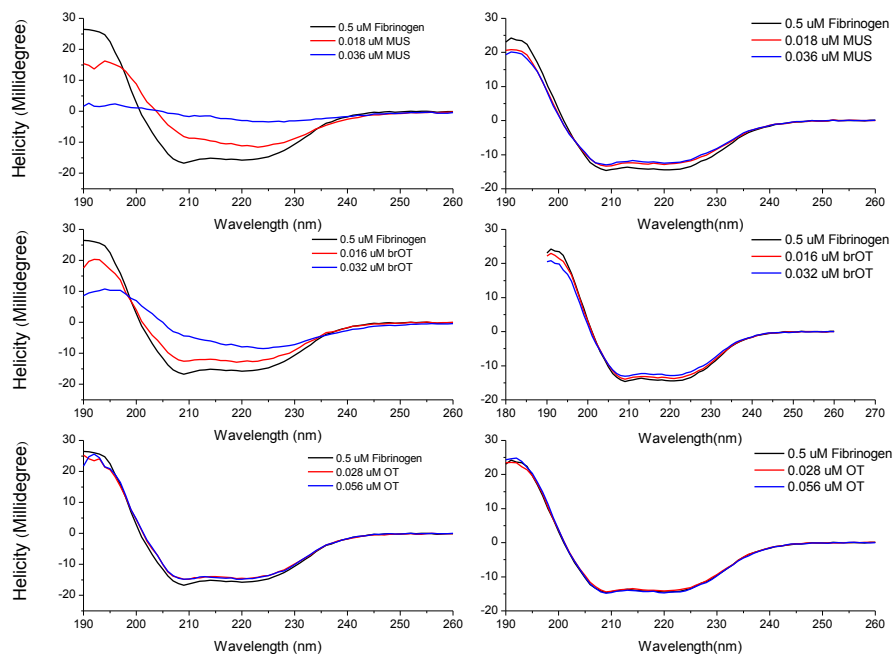 Helicity (Millidegree)
30
20
10
0
-10
-20
190 200 210 220 230 240 250 260
Wavelength (nm)
0.5 uM Fibrinogen
0.018 uM MUS
0.036 uM MUS
30
20
10
0
-10
-20
190 200 210 220 230 240 250 260
Wavelength(nm)
0.5 uM Fibrinogen
0.018 uM MUS
0.036 uM MUS
Helicity (Millidegree)
30
20
10
0
-10
-20
190 200 210 220 230 240 250 260
Wavelength (nm)
0.5 uM Fibrinogen
0.016 uM brOT
0.032 uM brOT
30
20
10
0
-10
-20
180 190 200 210 220 230 240 250 260 270
Wavelength(nm)
0.5 uM Fibrinogen
0.016 uM brOT
0.032 uM brOT
Helicity (Millidegree)
30
20
10
0
-10
-20
190 200 210 220 230 240 250 260
Wavelength (nm)
0.5 uM Fibrinogen
0.028 uM OT
0.056 uM OT
30
20
10
0
-10
-20
190 200 210 220 230 240 250 260
Wavelength(nm)
0.5 uM Fibrinogen
0.028 uM OT
0.056 uM OT